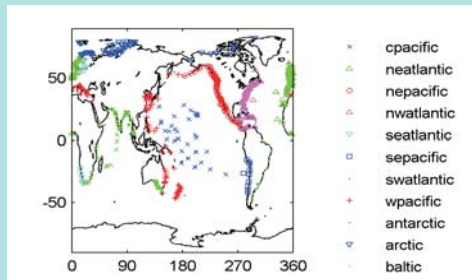 50
0
-50
0
90
180
270
360
cpacific
neatlantic
nepacific
nwatlantic
seatlantic
sepacific
swatlantic
wpacific
antarctic
arctic
baltic